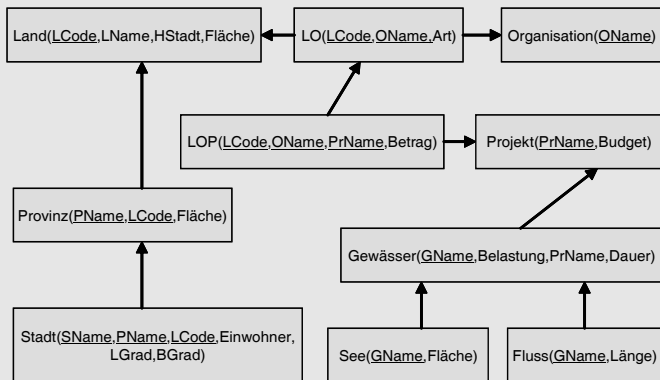 Land(LCode,LName,HStadt,Fläche)
LO(LCode,OName,Art)
Organisation(OName)
LOP(LCode,OName,PrName,Betrag)
Projekt(PrName,Budget)
Provinz(PName,LCode,Fläche)
Gewässer(GName,Belastung,PrName,Dauer)
Stadt(SName,PName,LCode,Einwohner,
LGrad,BGrad)
See(GName,Fläche)
Fluss(GName,Länge)